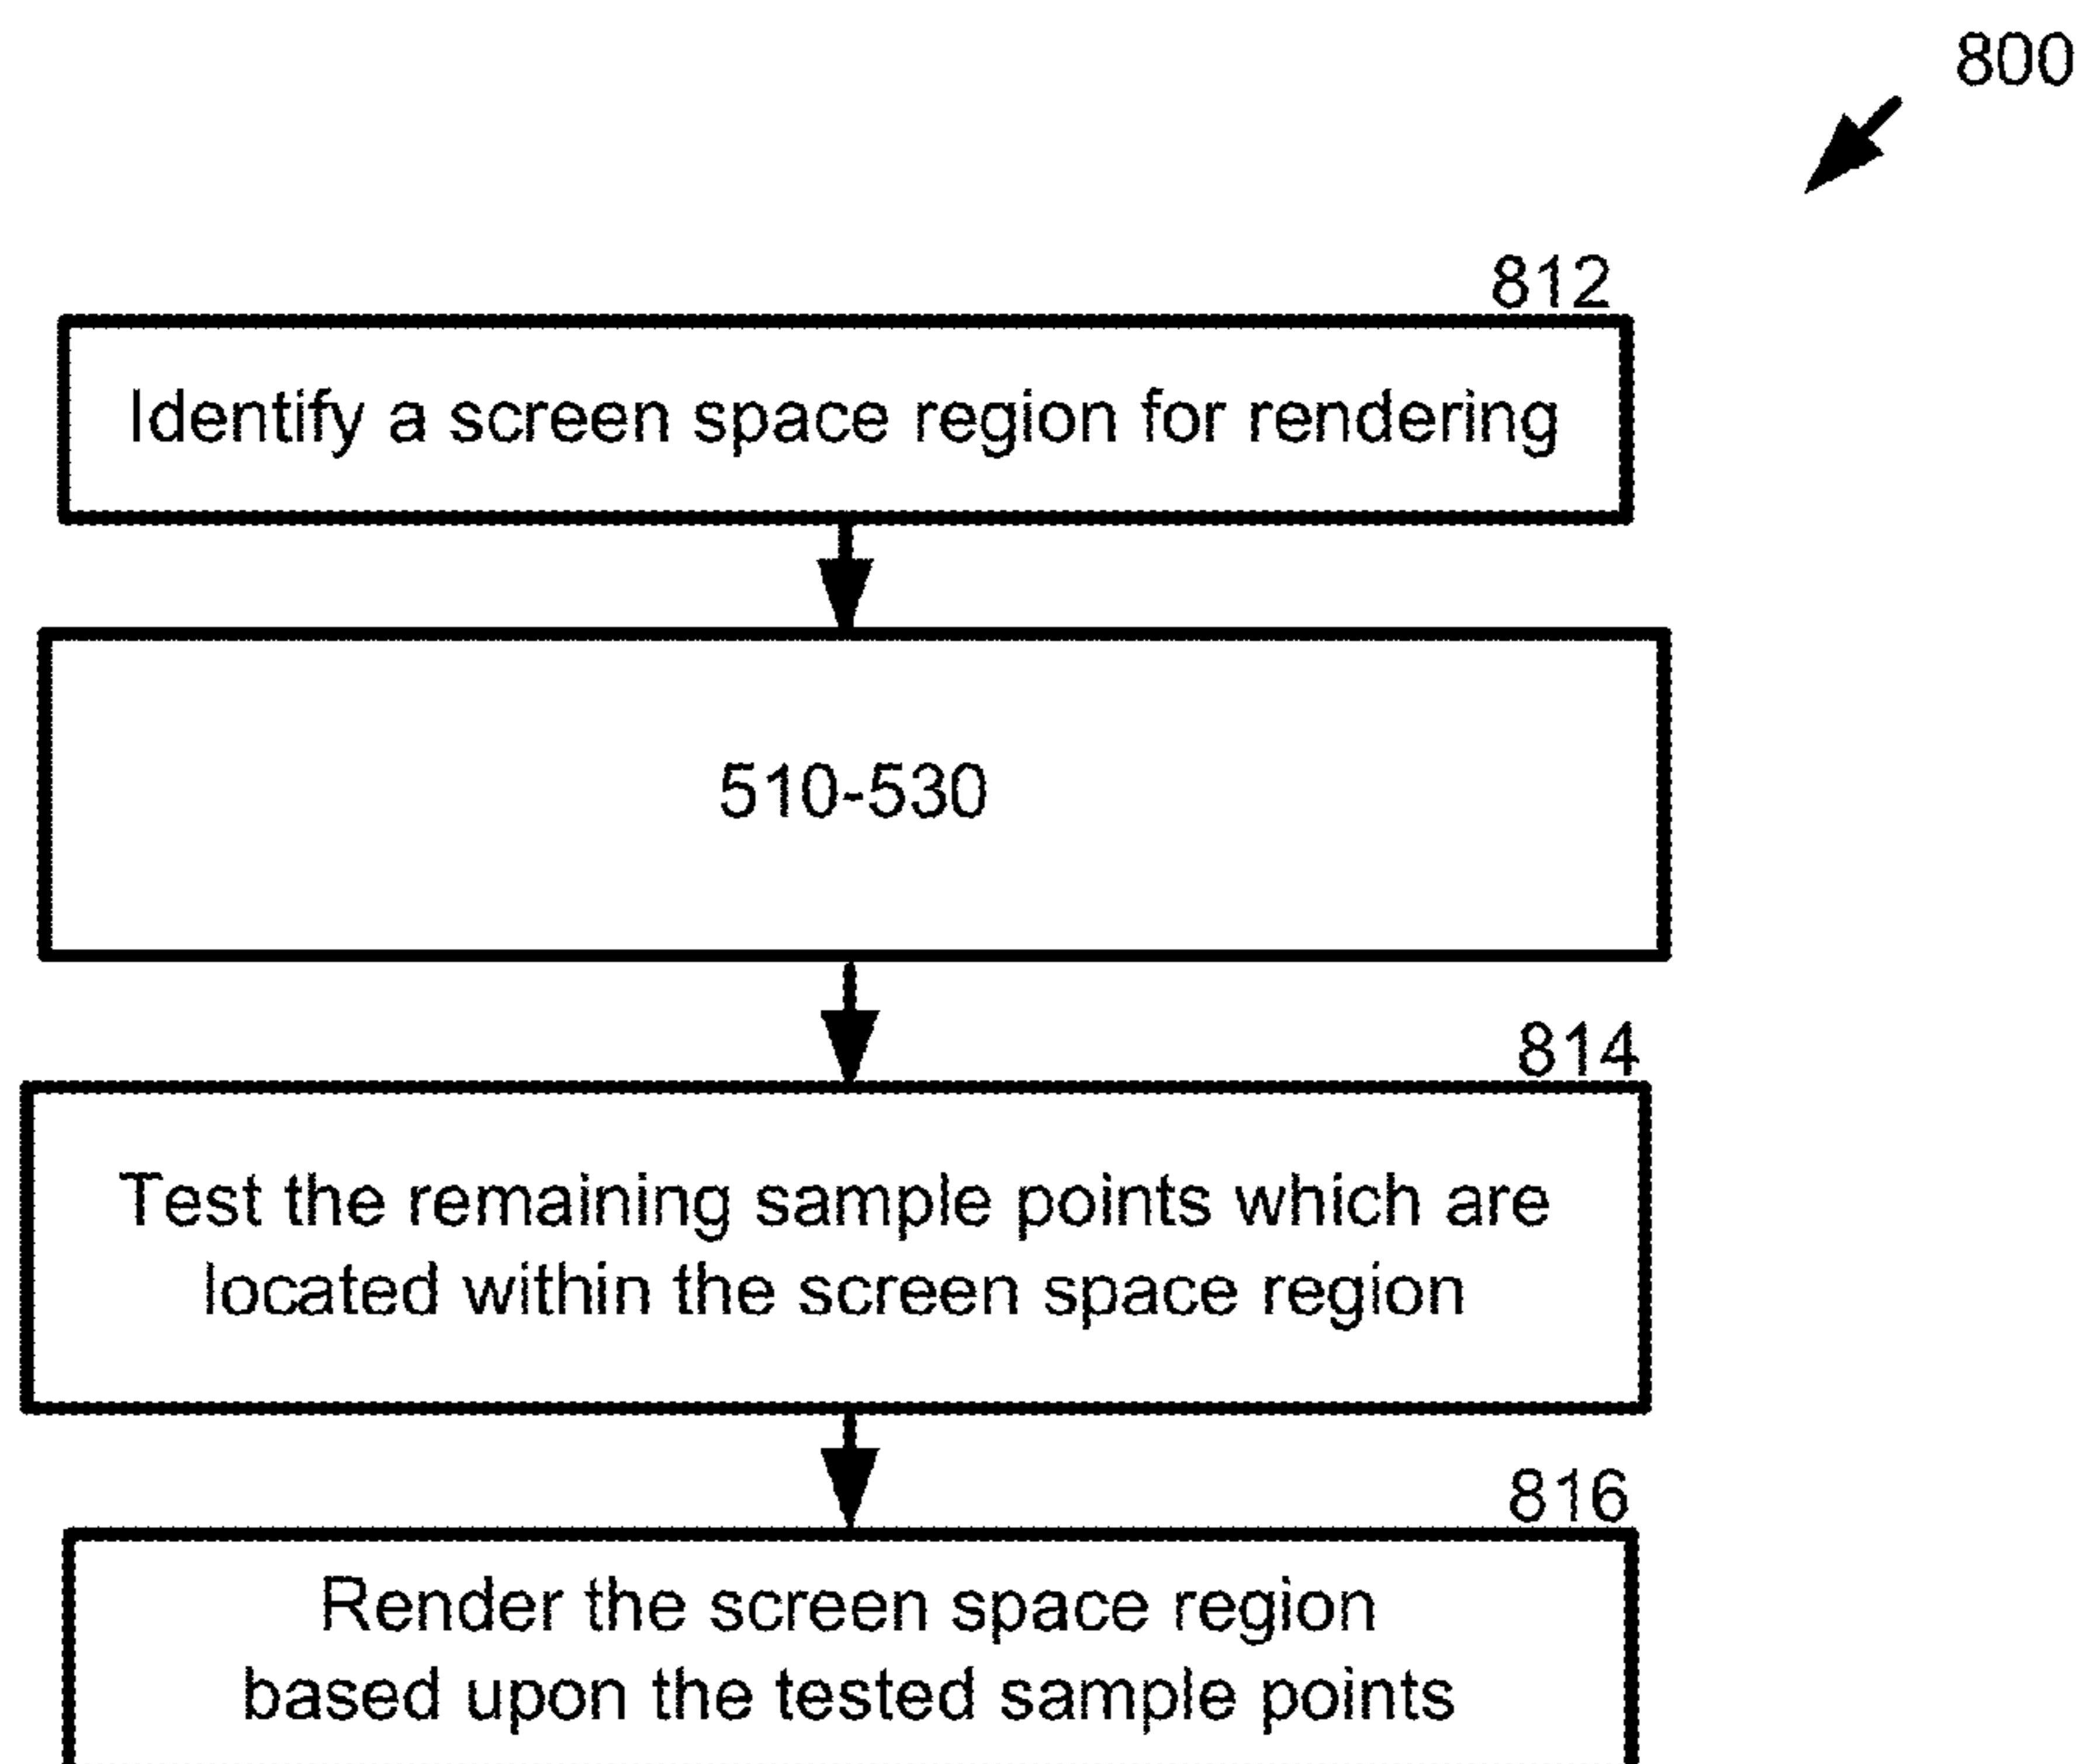 800
812
Identify a screen space region for rendering
510-530
814
Test the remaining sample points which are
located within the screen space region
816
Render the screen space region
based upon the tested sample points